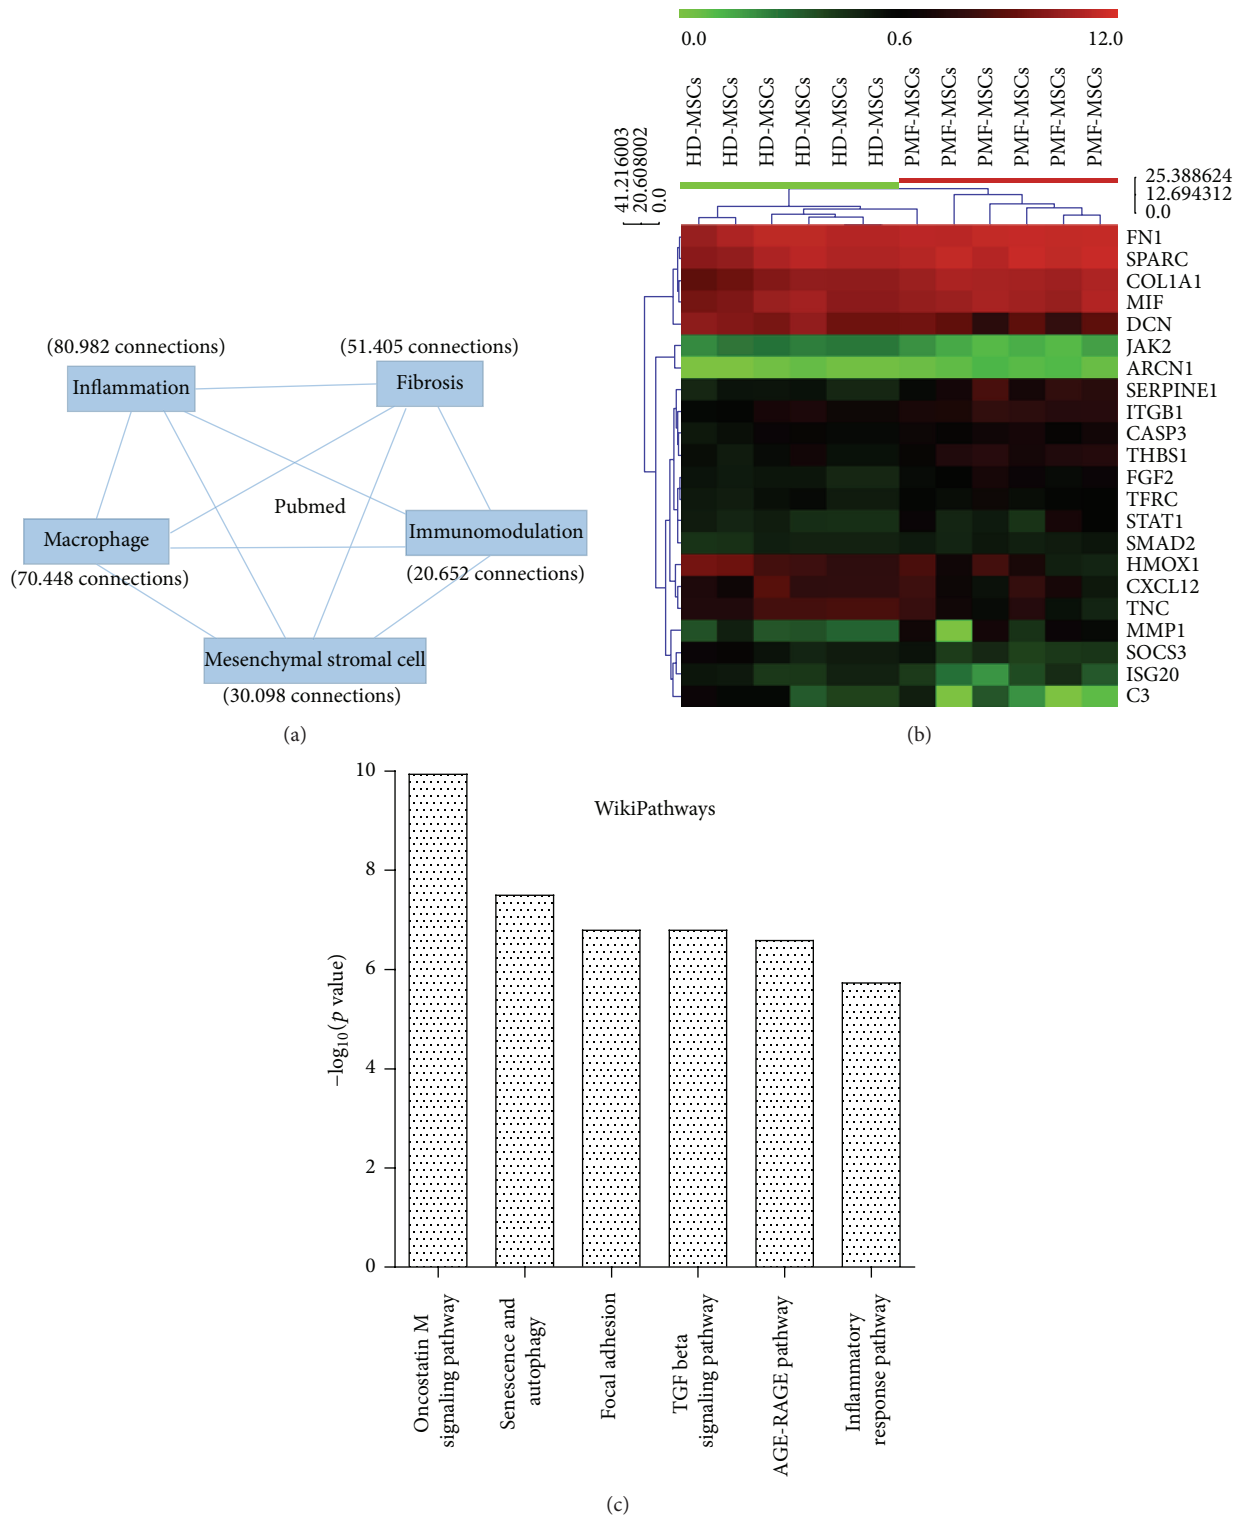 (80.982 connections)
(51.405 connections)
Inflammation
Fibrosis
Pubmed
Macrophage
Immunomodulation
(70.448 connections)
(20.652 connections)
Mesenchymal stromal cell
(30.098 connections)
(a)
0.0 0.6 12.0
HD-MSCs
HD-MSCs
HD-MSCs
HD-MSCs
HD-MSCs
HD-MSCs
PMF-MSCs
PMF-MSCs
PMF-MSCs
PMF-MSCs
PMF-MSCs
PMF-MSCs
41.216003
20.608002
0.0
25.388624
12.694312
0.0
FN1
SPARC
COL1A1
MIF
DCN
JAK2
ARCN1
SERPINE1
ITGB1
CASP3
THBS1
FGF2
TFRC
STAT1
SMAD2
HMOX1
CXCL12
TNC
MMP1
SOCS3
ISG20
C3
(b)
WikiPathways
−log10(p value)
10
8
6
4
2
0
Oncostatin M
signaling pathway
Senescence and
autophagy
Focal adhesion
TGF beta
signaling pathway
AGE-RAGE pathway
Inflammatory
response pathway
(c)